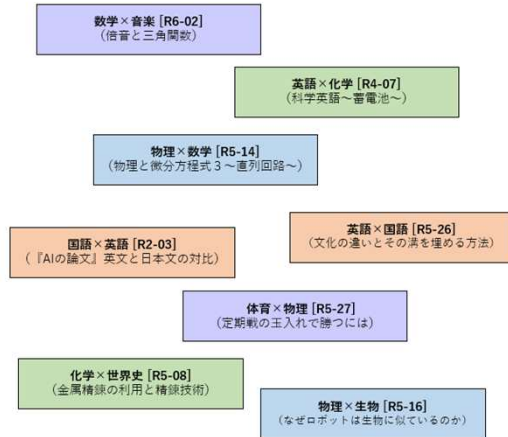 数学×音楽 [R6-02]
（倍音と三角関数）
英語×化学 [R4-07]
（科学英語～蓄電池～）
物理×数学 [R5-14]
（物理と微分方程式３～直列回路～）
英語×国語 [R5-26]
（文化の違いとその溝を埋める方法）
国語×英語 [R2-03]
（『AIの論文』英文と日本文の対比）
体育×物理 [R5-27]
（定期戦の玉入れで勝つには）
化学×世界史 [R5-08]
（金属精錬の利用と精錬技術）
物理×生物 [R5-16]
（なぜロボットは生物に似ているのか）